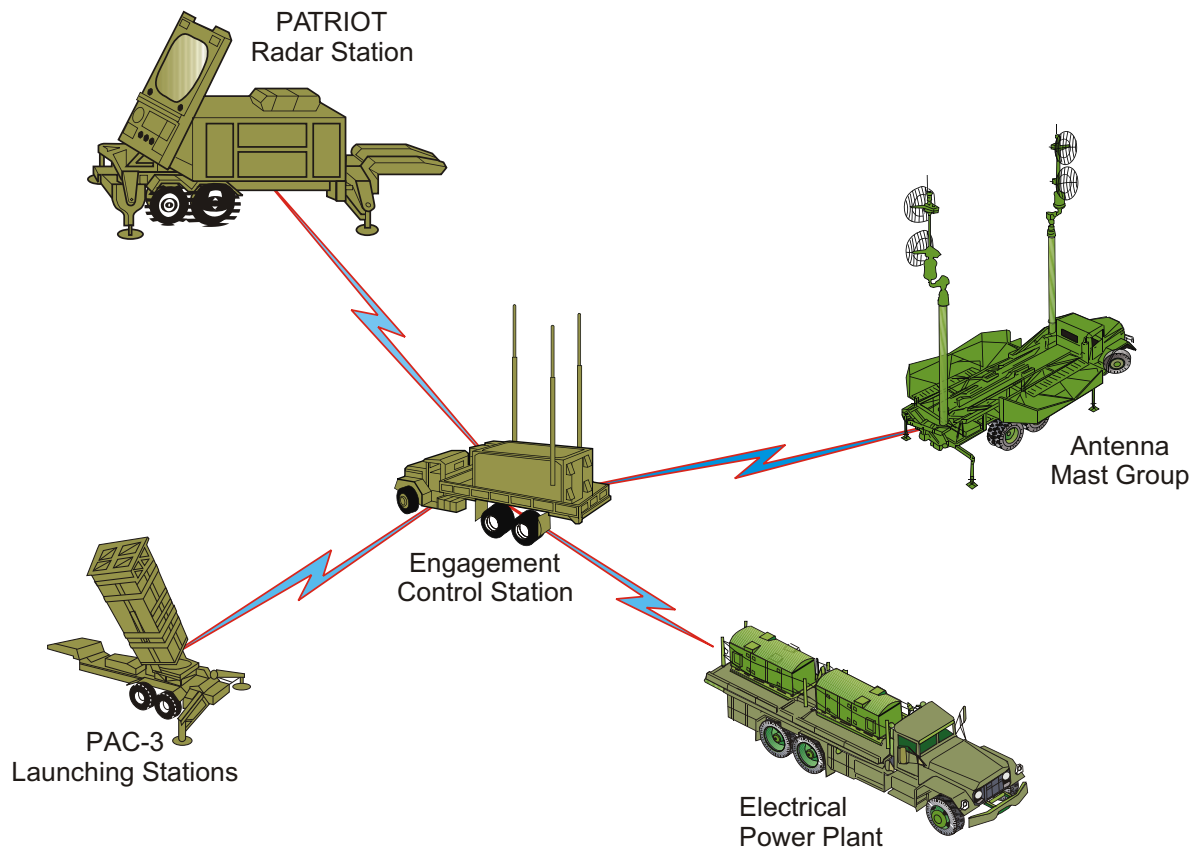 PATRIOT
Radar Station
Antenna
Mast Group
Engagement
Control Station
PAC-3
Launching Stations
Electrical
Power Plant